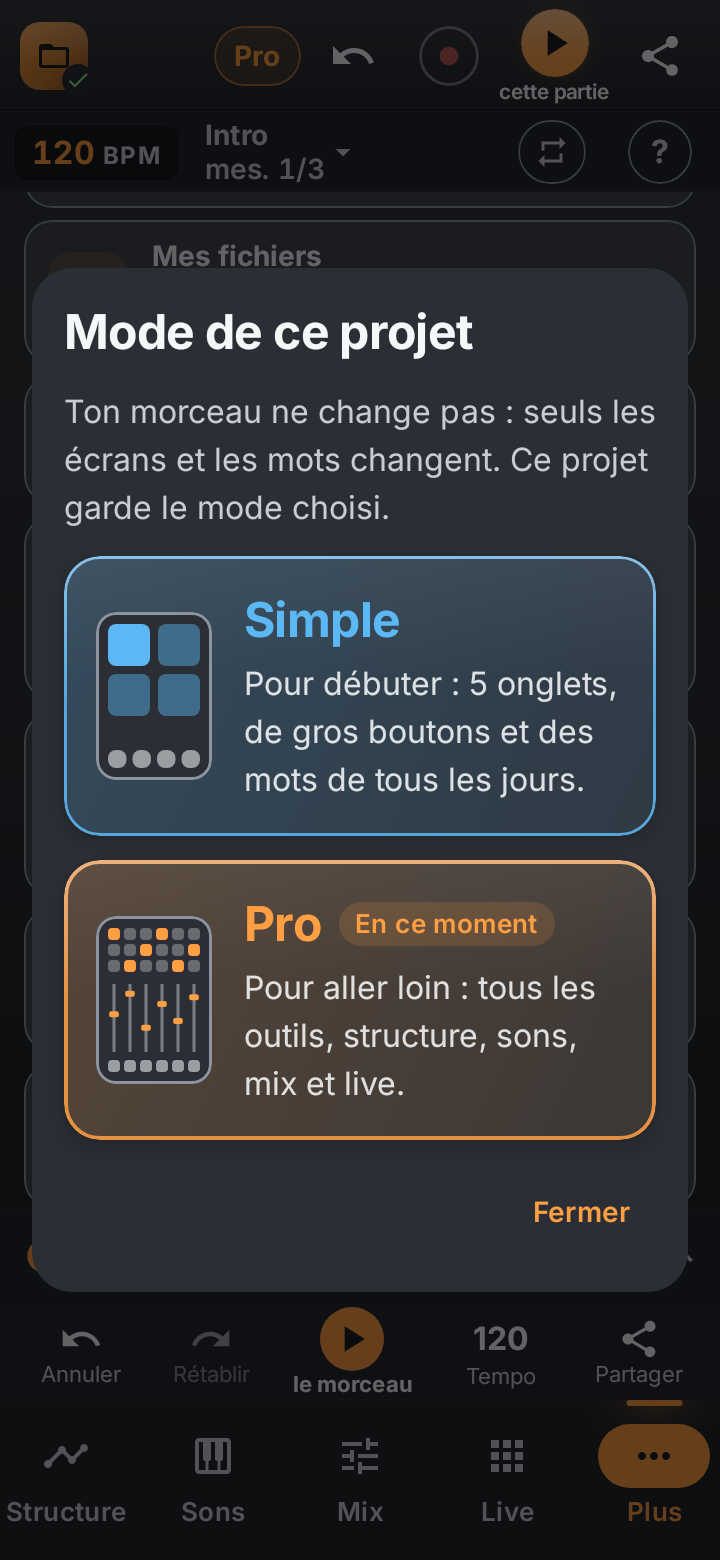 Pro
cette partie
120 BPM
Intro
mes. 1/3
?
Mes fichiers
Mode de ce projet
Ton morceau ne change pas : seuls les
écrans et les mots changent. Ce projet
garde le mode choisi.
Simple
Pour débuter : 5 onglets,
de gros boutons et des
mots de tous les jours.
Pro En ce moment
Pour aller loin : tous les
outils, structure, sons,
mix et live.
Fermer
Annuler
Rétablir
le morceau
120
Tempo
Partager
Structure
Sons
Mix
Live
Plus